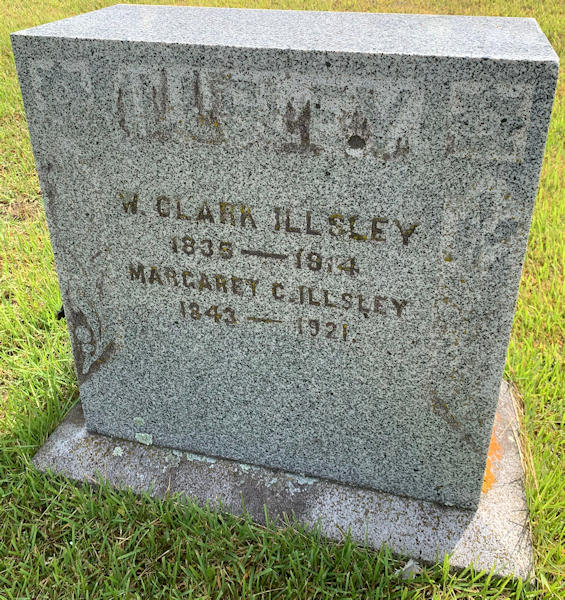 W. CLARK ILLSLEY
1835 — 1914
MARGARET C. ILLSLEY
1843 — 1921